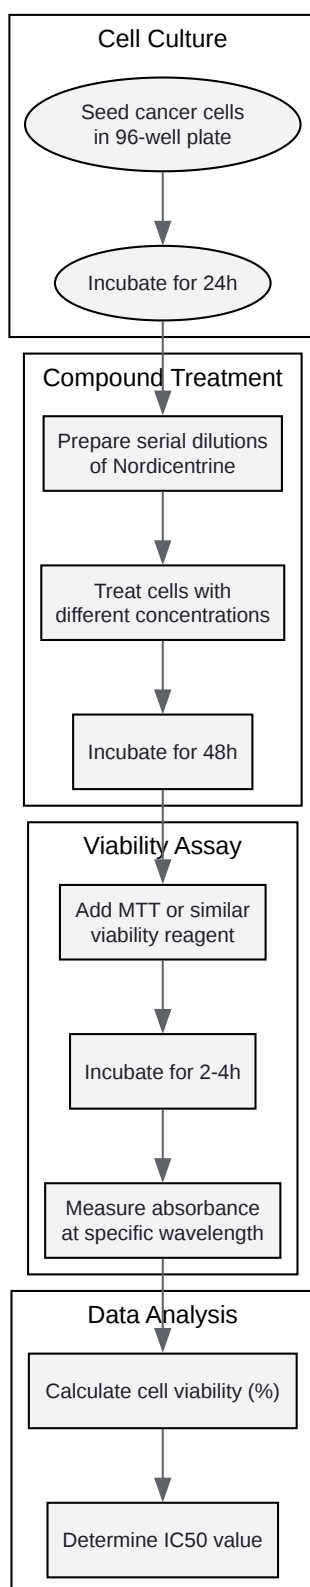 Cell Culture
Seed cancer cells
in 96-well plate
Incubate for 24h
Compound Treatment
Prepare serial dilutions
of Nordicentrine
Treat cells with
different concentrations
Incubate for 48h
Viability Assay
Add MTT or similar
viability reagent
Incubate for 2-4h
Measure absorbance
at specific wavelength
Data Analysis
Calculate cell viability (%)
Determine IC50 value